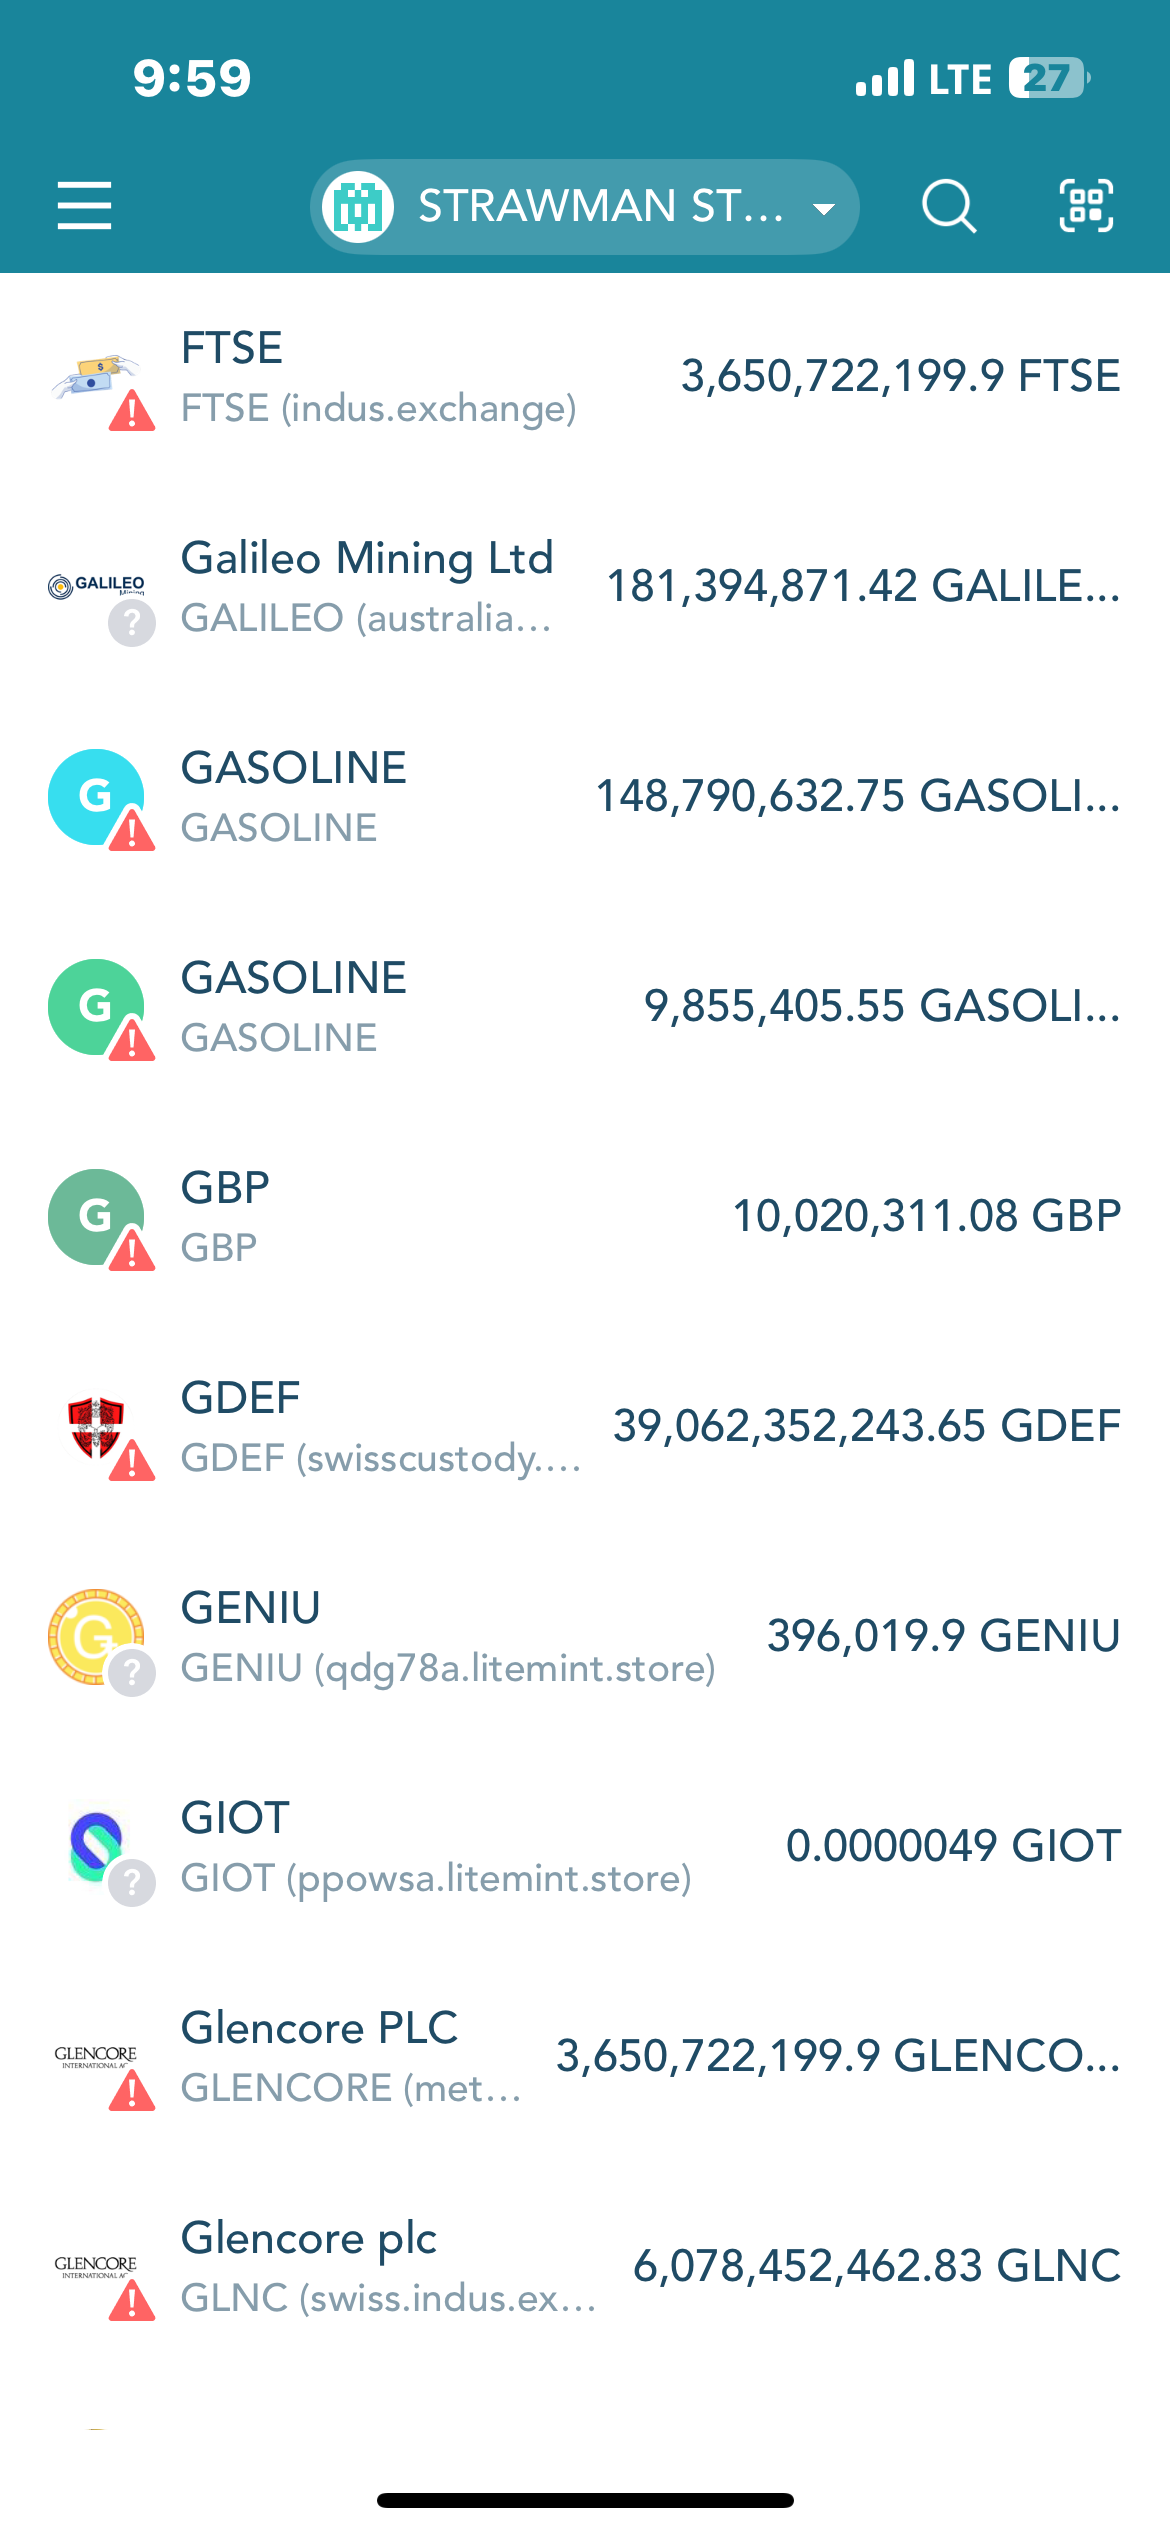 9:59
LTE 27
STRAWMAN ST...
FTSE
3,650,722,199.9 FTSE
FTSE (indus.exchange)
GALILEO
Mining
Galileo Mining Ltd
181,394,871.42 GALILE...
GALILEO (australia...
?
G
GASOLINE
148,790,632.75 GASOLI...
GASOLINE
G
GASOLINE
9,855,405.55 GASOLI...
GASOLINE
G
GBP
10,020,311.08 GBP
GBP
GDEF
39,062,352,243.65 GDEF
GDEF (swisscustody....
G
GENIU
396,019.9 GENIU
GENIU (qdg78a.litemint.store)
?
GIOT
0.0000049 GIOT
GIOT (ppowsa.litemint.store)
?
GLENCORE
INTERNATIONAL AG
Glencore PLC
3,650,722,199.9 GLENCO...
GLENCORE (met...
GLENCORE
INTERNATIONAL AG
Glencore plc
6,078,452,462.83 GLNC
GLNC (swiss.indus.ex...